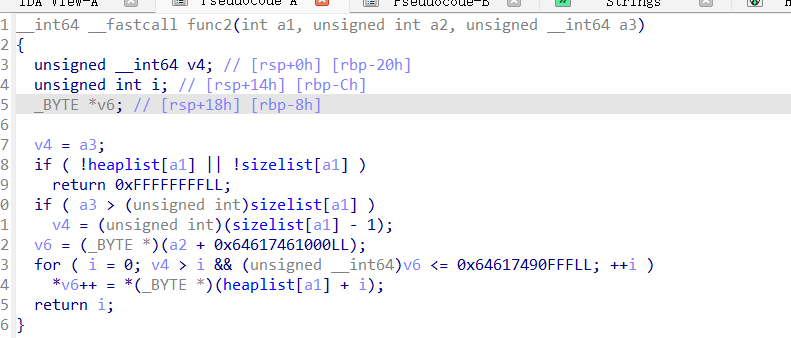 IDA View-A Pseudocode-A Pseudocode-B Strings
1 __int64 __fastcall func2(int a1, unsigned int a2, unsigned __int64 a3)
2 {
3 unsigned __int64 v4; // [rsp+0h] [rbp-20h]
4 unsigned int i; // [rsp+14h] [rbp-Ch]
5 _BYTE *v6; // [rsp+18h] [rbp-8h]
6
7 v4 = a3;
8 if ( !heaplist[a1] || !sizelist[a1] )
9 return 0xFFFFFFFFLL;
0 if ( a3 > (unsigned int)sizelist[a1] )
1 v4 = (unsigned int)(sizelist[a1] - 1);
2 v6 = (_BYTE *)(a2 + 0x64617461000LL);
3 for ( i = 0; v4 > i && (unsigned __int64)v6 <= 0x64617490FFFLL; ++i )
4 *v6++ = *(_BYTE *)(heaplist[a1] + i);
5 return i;
6 }